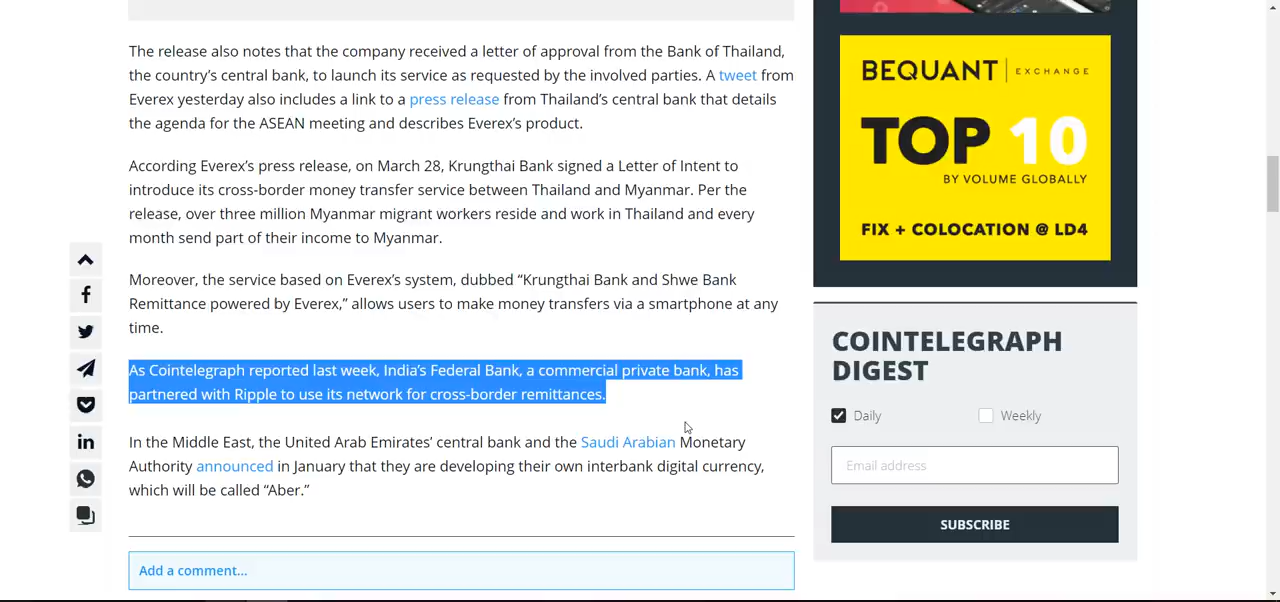 The release also notes that the company received a letter of approval from the Bank of Thailand,
the country’s central bank, to launch its service as requested by the involved parties. A tweet from
Everex yesterday also includes a link to a press release from Thailand’s central bank that details
the agenda for the ASEAN meeting and describes Everex’s product.
According Everex’s press release, on March 28, Krungthai Bank signed a Letter of Intent to
introduce its cross-border money transfer service between Thailand and Myanmar. Per the
release, over three million Myanmar migrant workers reside and work in Thailand and every
month send part of their income to Myanmar.
Moreover, the service based on Everex’s system, dubbed “Krungthai Bank and Shwe Bank
Remittance powered by Everex,” allows users to make money transfers via a smartphone at any
time.
As Cointelegraph reported last week, India’s Federal Bank, a commercial private bank, has
partnered with Ripple to use its network for cross-border remittances.
In the Middle East, the United Arab Emirates’ central bank and the Saudi Arabian Monetary
Authority announced in January that they are developing their own interbank digital currency,
which will be called “Aber.”
Add a comment...
BEQUANT EXCHANGE
TOP 10
BY VOLUME GLOBALLY
FIX + COLOCATION @ LD4
COINTELEGRAPH
DIGEST
Daily Weekly
Email address
SUBSCRIBE